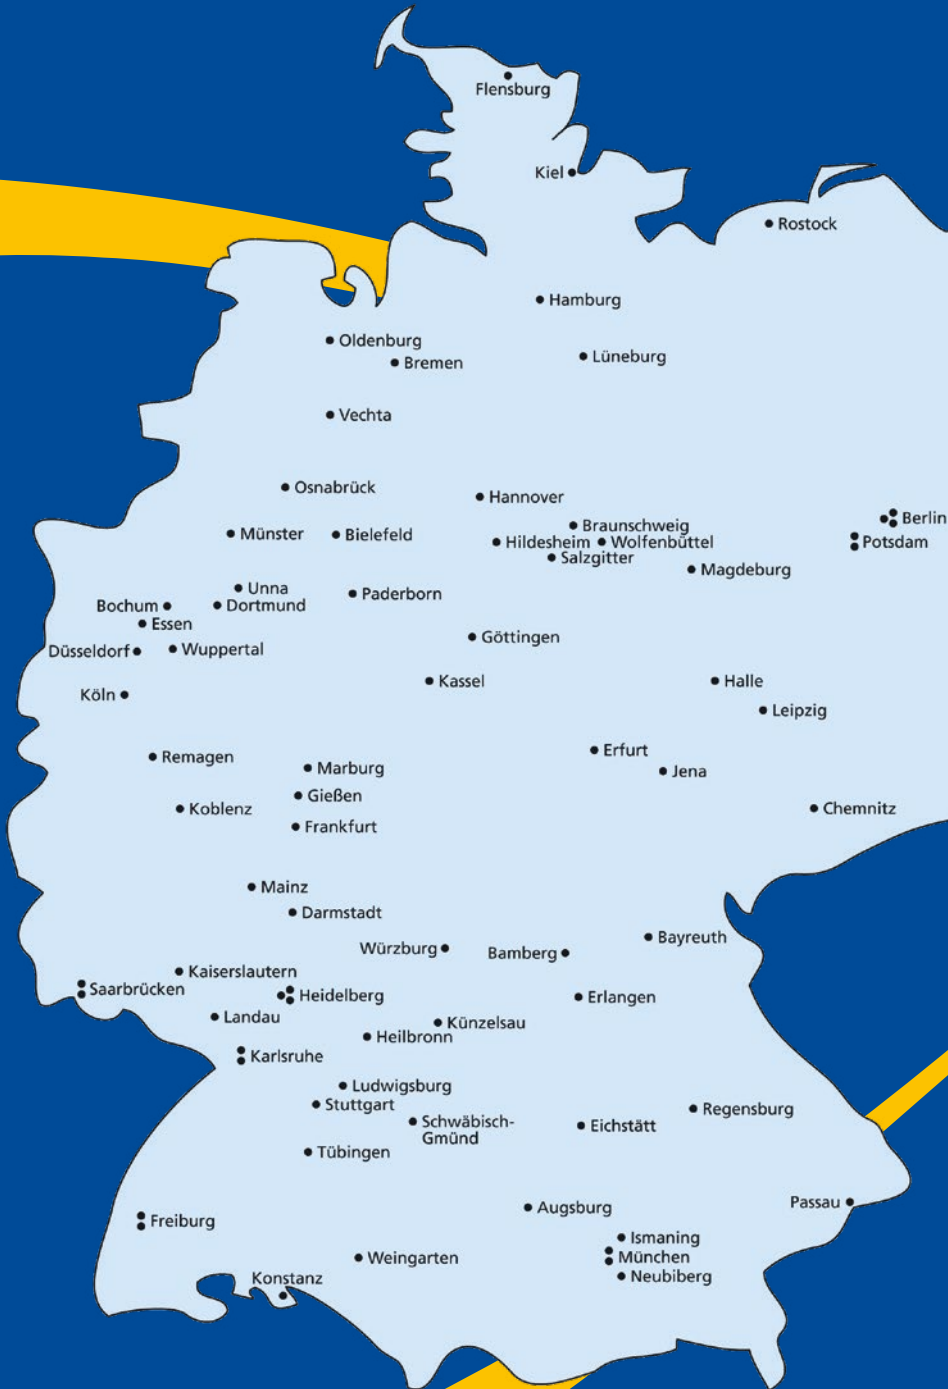 Flensburg
Kiel
Rostock
Hamburg
Oldenburg
Bremen
Lüneburg
Vechta
Osnabrück
Hannover
Berlin
Braunschweig
Münster
Bielefeld
Hildesheim
Wolfenbüttel
Potsdam
Salzgitter
Magdeburg
Unna
Paderborn
Bochum
Dortmund
Essen
Göttingen
Düsseldorf
Wuppertal
Kassel
Halle
Köln
Leipzig
Erfurt
Remagen
Marburg
Jena
Gießen
Koblenz
Chemnitz
Frankfurt
Mainz
Darmstadt
Bayreuth
Würzburg
Bamberg
Kaiserslautern
Saarbrücken
Heidelberg
Erlangen
Landau
Künzelsau
Heilbronn
Karlsruhe
Ludwigsburg
Stuttgart
Regensburg
Schwäbisch-
Gmünd
Eichstätt
Tübingen
Passau
Augsburg
Freiburg
Ismaning
München
Weingarten
Neubiberg
Konstanz